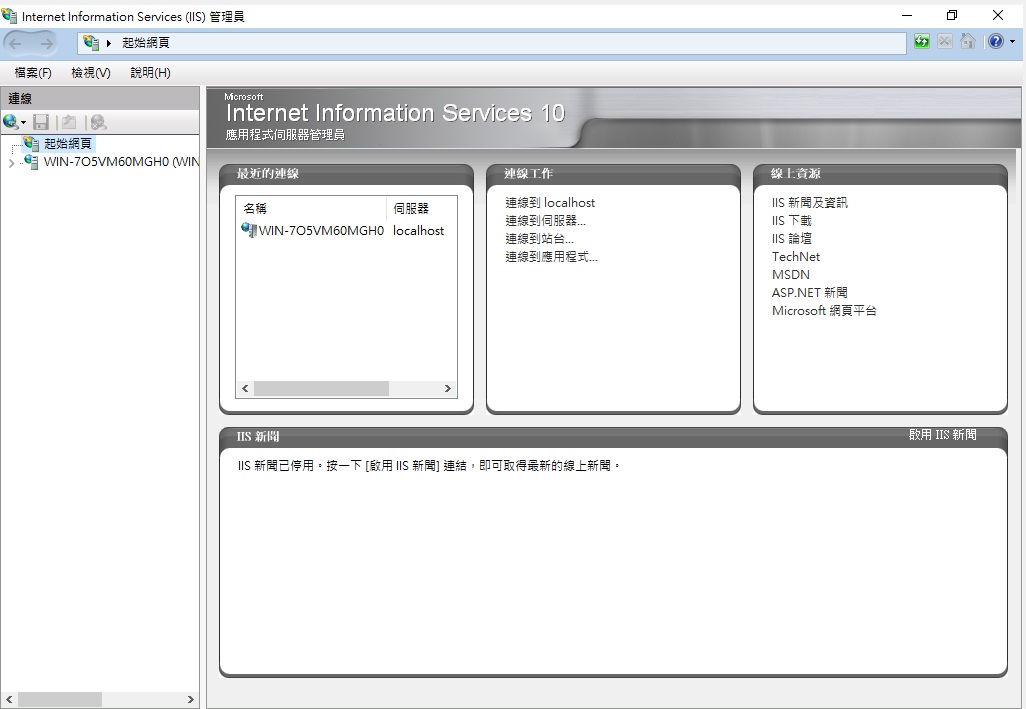 Internet Information Services (IIS) 管理員
起始網頁
檔案(F) 檢視(V) 說明(H)
連線
起始網頁
WIN-7O5VM60MGH0 (WIN
Microsoft
Internet Information Services 10
應用程式伺服器管理員
最近的連線
名稱 伺服器
WIN-7O5VM60MGH0 localhost
連線工作
連線到 localhost
連線到伺服器...
連線到站台...
連線到應用程式...
線上資源
IIS 新聞及資訊
IIS 下載
IIS 論壇
TechNet
MSDN
ASP.NET 新聞
Microsoft 網頁平台
IIS 新聞 啟用 IIS 新聞
IIS 新聞已停用。按一下 [啟用 IIS 新聞] 連結，即可取得最新的線上新聞。